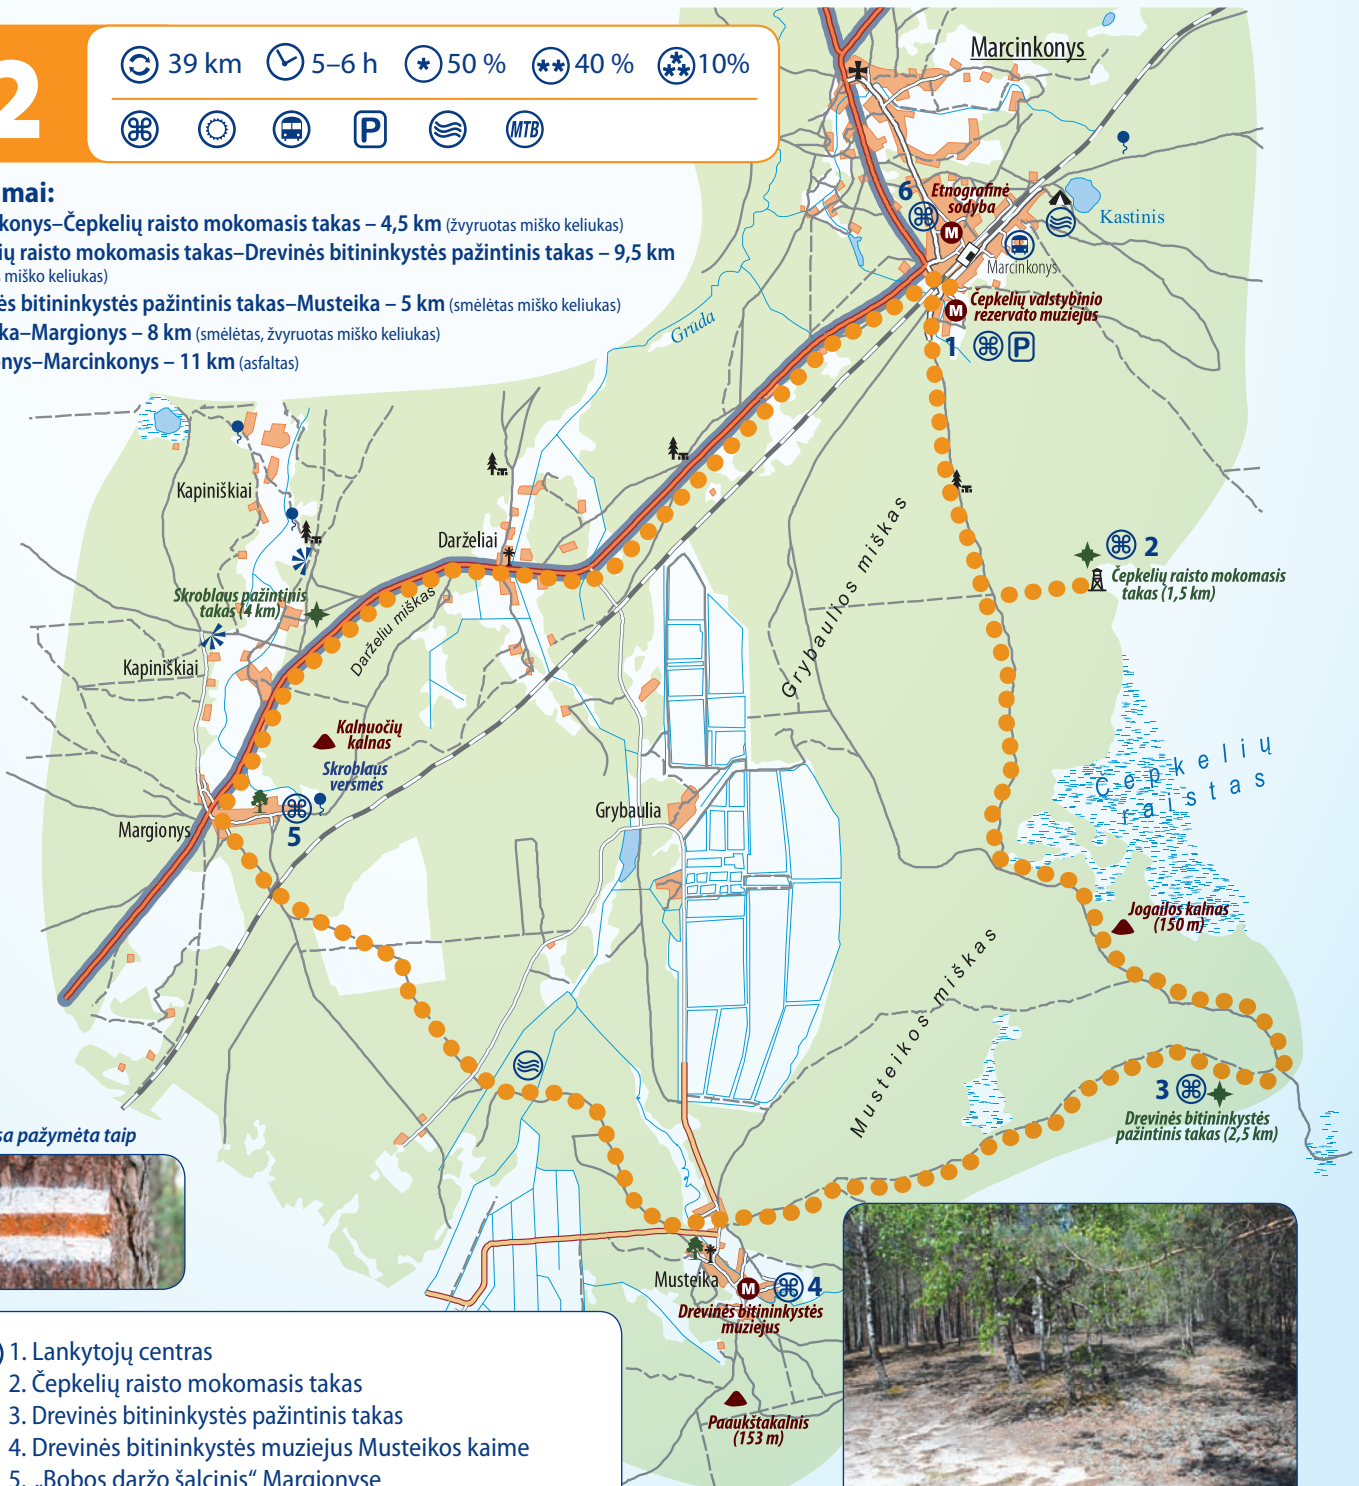 2
39 km
5–6 h
* 50 %
** 40 %
10%
P
MTB
mai:
konys–Čepkelių raisto mokomasis takas – 4,5 km (žvyruotas miško keliukas)
ių raisto mokomasis takas–Drevinės bitininkystės pažintinis takas – 9,5 km
miško keliukas)
ės bitininkystės pažintinis takas–Musteika – 5 km (smėlėtas miško keliukas)
ka–Margionys – 8 km (smėlėtas, žvyruotas miško keliukas)
onys–Marcinkonys – 11 km (asfaltas)
Marcinkonys
6
Etnografinė
sodyba
M
Kastinis
Marcinkonys
Čepkelių valstybinio
rezervato muziejus
M
1
P
Gruda
Kapiniškiai
Darželiai
Skroblaus pažintinis
takas (4 km)
Darželiu miškas
Kapiniškiai
Grybaulios miškas
2
Čepkelių raisto mokomasis
takas (1,5 km)
Kalnuočių
kalnas
Skroblaus
versmės
5
Margionys
Grybaulia
Čepkelių
raistas
Jogailos kalnas
(150 m)
Musteikos miškas
3
Drevinės bitininkystės
pažintinis takas (2,5 km)
sa pažymėta taip
Musteika
M
4
Drevinės bitininkystės
muziejus
Paaukštakalnis
(153 m)
1. Lankytojų centras
2. Čepkelių raisto mokomasis takas
3. Drevinės bitininkystės pažintinis takas
4. Drevinės bitininkystės muziejus Musteikos kaime
5. „Bobos daržo šalcinis“ Margionyse